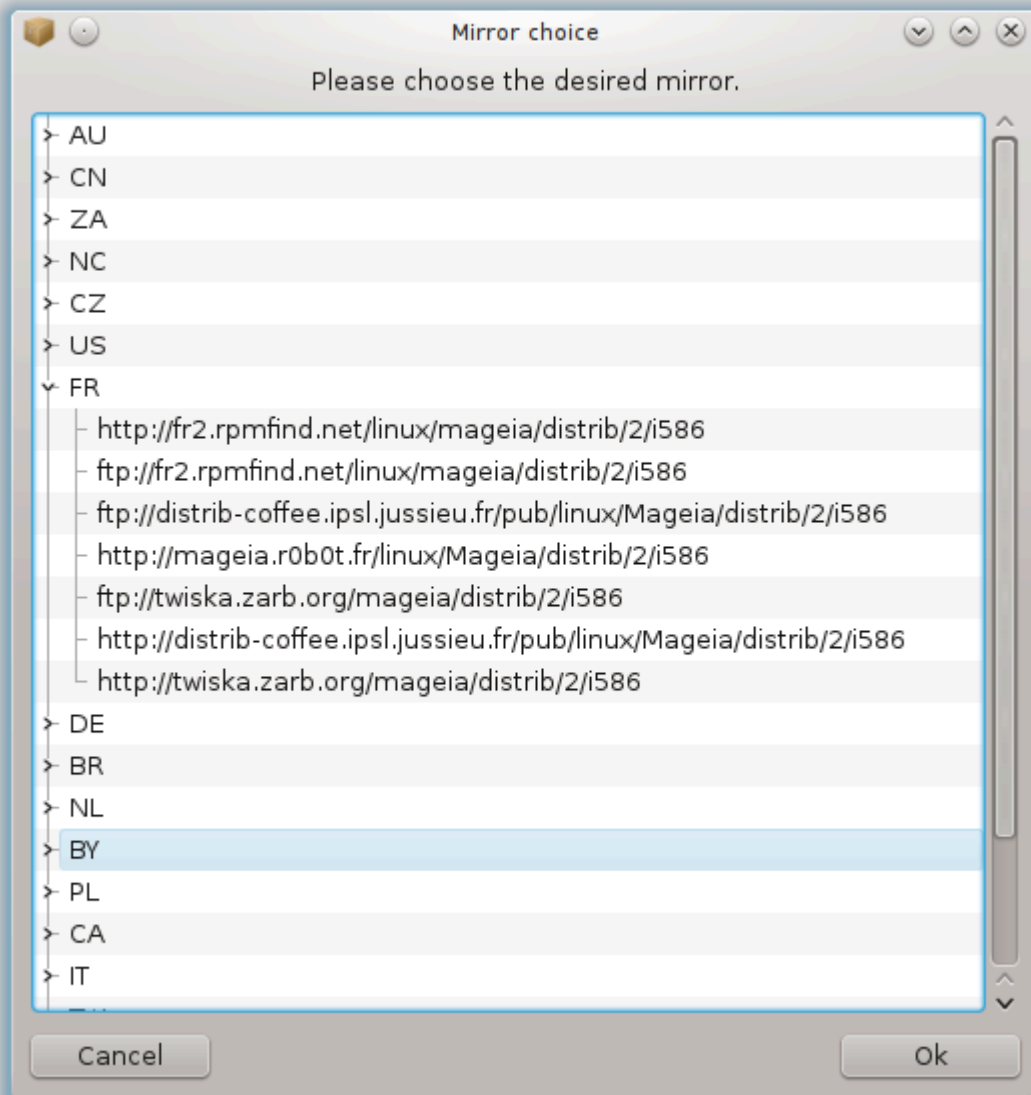 Mirror choice
Please choose the desired mirror.
AU
CN
ZA
NC
CZ
US
FR
http://fr2.rpmfind.net/linux/mageia/distrib/2/i586
ftp://fr2.rpmfind.net/linux/mageia/distrib/2/i586
ftp://distrib-coffee.ipsl.jussieu.fr/pub/linux/Mageia/distrib/2/i586
http://mageia.r0b0t.fr/linux/Mageia/distrib/2/i586
ftp://twiska.zarb.org/mageia/distrib/2/i586
http://distrib-coffee.ipsl.jussieu.fr/pub/linux/Mageia/distrib/2/i586
http://twiska.zarb.org/mageia/distrib/2/i586
DE
BR
NL
BY
PL
CA
IT
Cancel
Ok